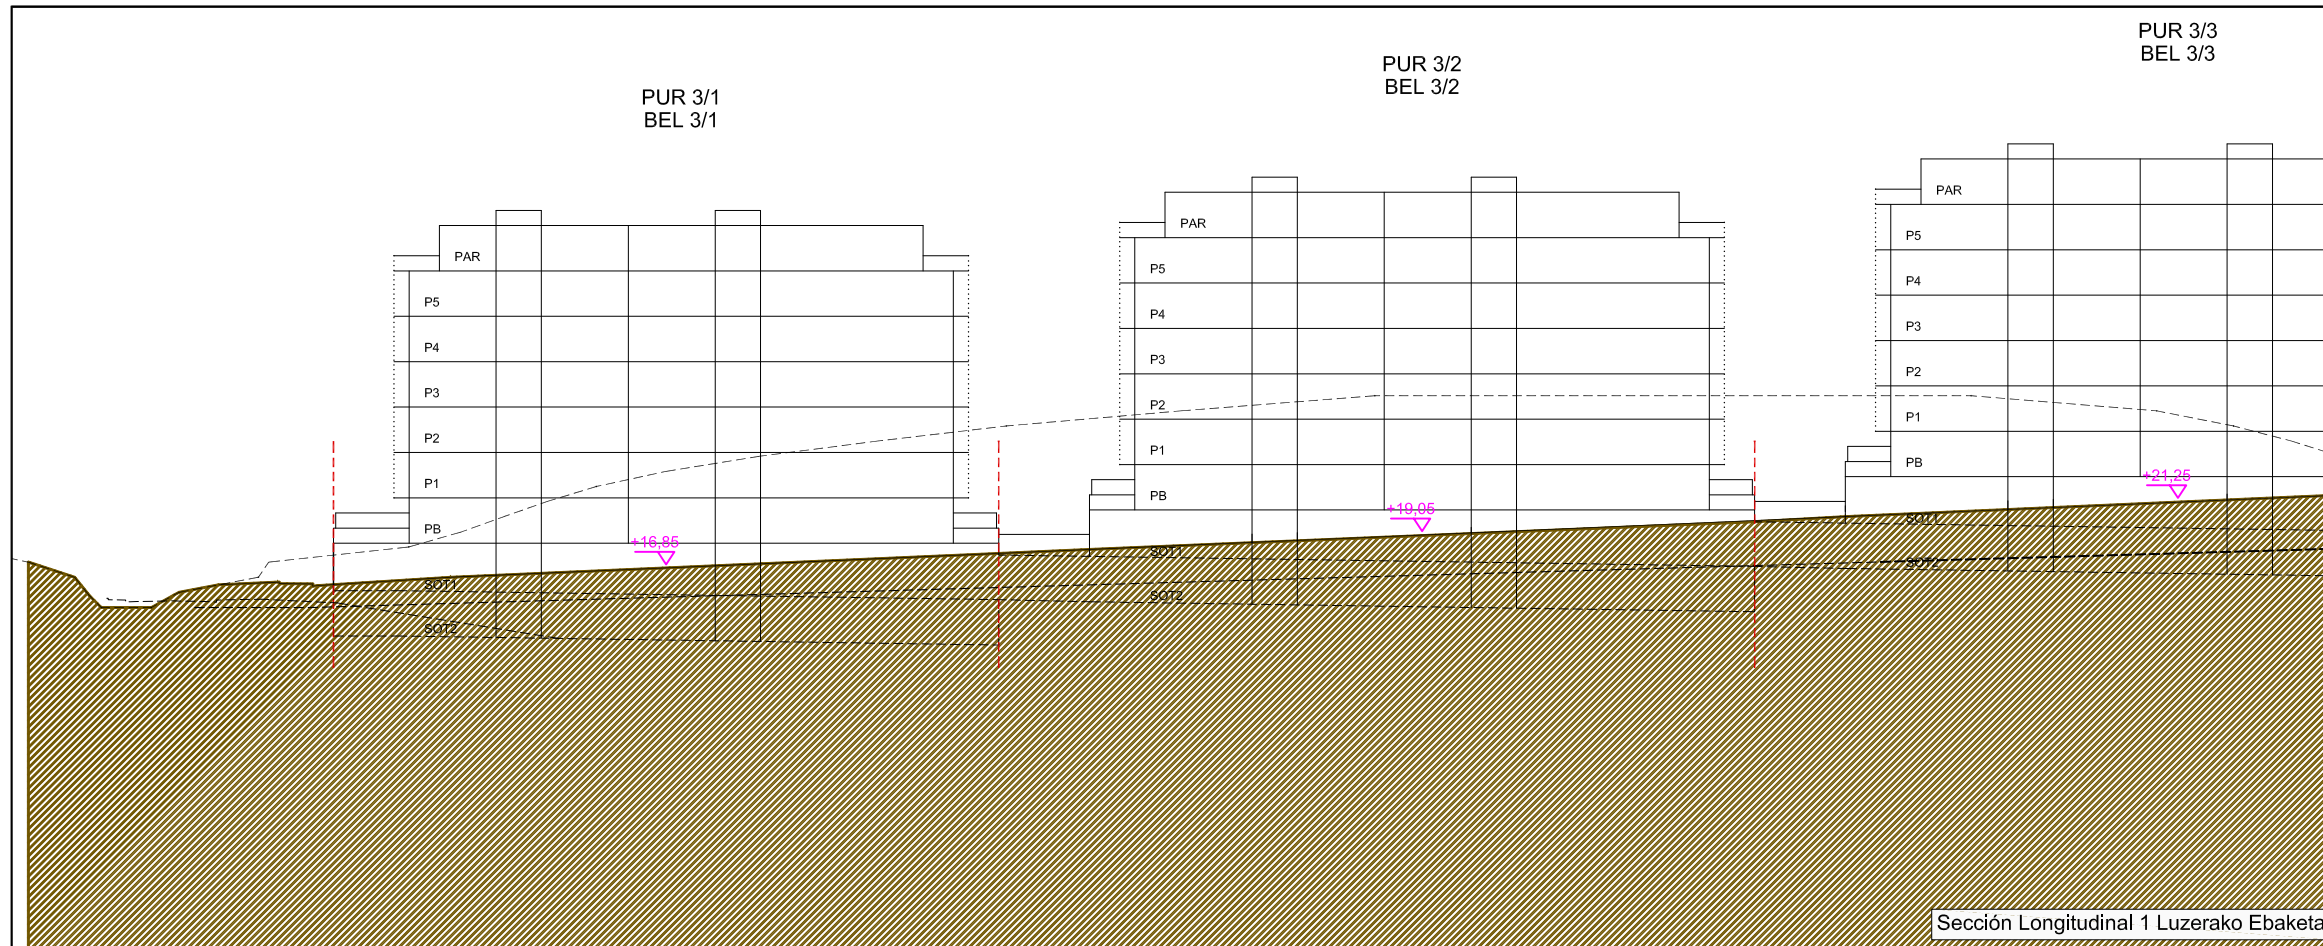 PUR 3/1
BEL 3/1
PUR 3/2
BEL 3/2
PUR 3/3
BEL 3/3
PAR
P5
P4
P3
P2
P1
PB
+16,85
SOT1
SOT2
PAR
P5
P4
P3
P2
P1
PB
+19,05
SOT1
SOT2
PAR
P5
P4
P3
P2
P1
PB
+21,25
SOT1
SOT2
Sección Longitudinal 1 Luzerako Ebaketa